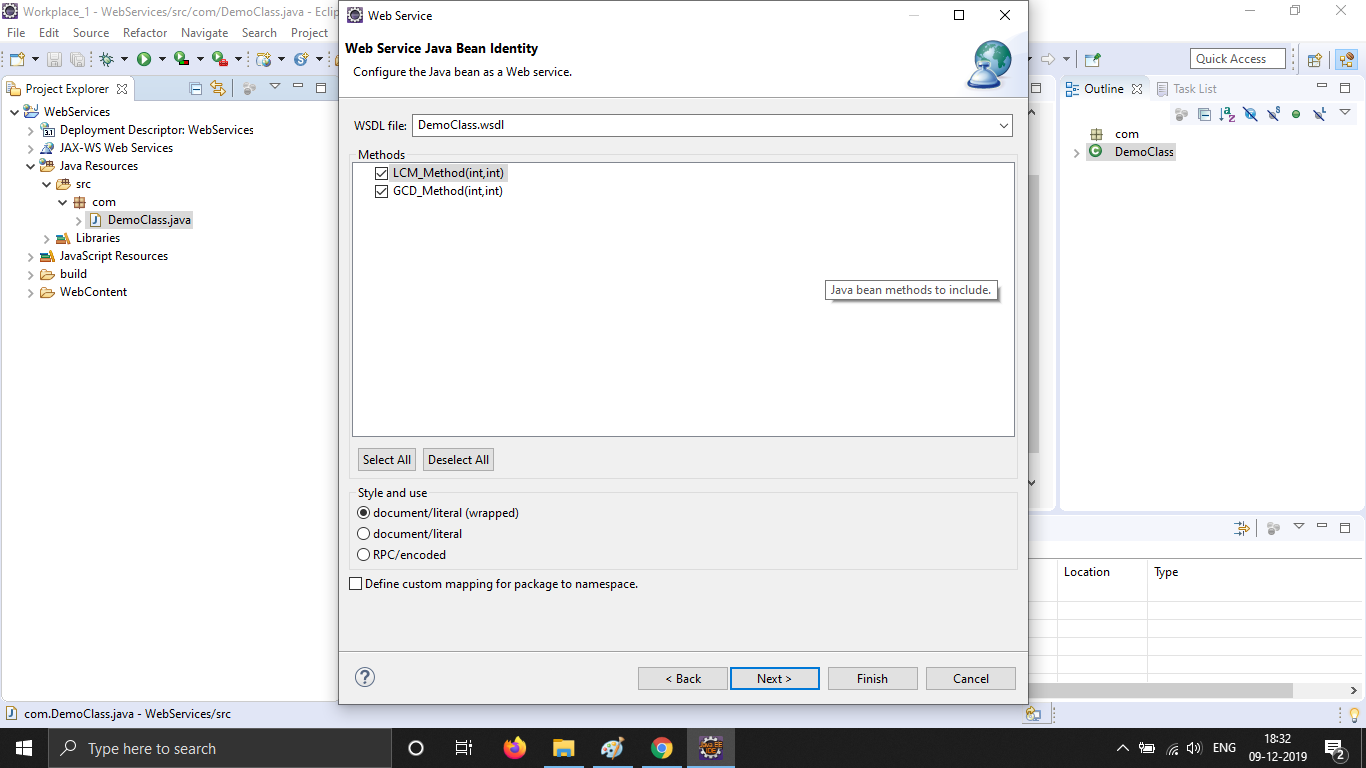 Workplace_1 - WebServices/src/com/DemoClass.java - Eclip
File Edit Source Refactor Navigate Search Project
Quick Access
Project Explorer
WebServices
Deployment Descriptor: WebServices
JAX-WS Web Services
Java Resources
src
com
DemoClass.java
Libraries
JavaScript Resources
build
WebContent
Web Service
Web Service Java Bean Identity
Configure the Java bean as a Web service.
WSDL file: DemoClass.wsdl
Methods
LCM_Method(int,int)
GCD_Method(int,int)
Java bean methods to include.
Select All Deselect All
Style and use
document/literal (wrapped)
document/literal
RPC/encoded
Define custom mapping for package to namespace.
< Back Next > Finish Cancel
Outline Task List
com
DemoClass
Location Type
com.DemoClass.java - WebServices/src
Type here to search
JAVA EE
IDE
ENG
18:32
09-12-2019
2